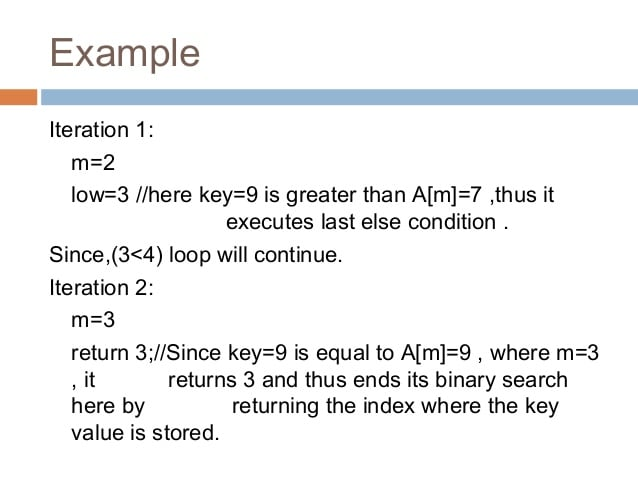 Example
Iteration 1:
m=2
low=3 //here key=9 is greater than A[m]=7 ,thus it
executes last else condition .
Since,(3<4) loop will continue.
Iteration 2:
m=3
return 3;//Since key=9 is equal to A[m]=9 , where m=3
, it returns 3 and thus ends its binary search
here by returning the index where the key
value is stored.